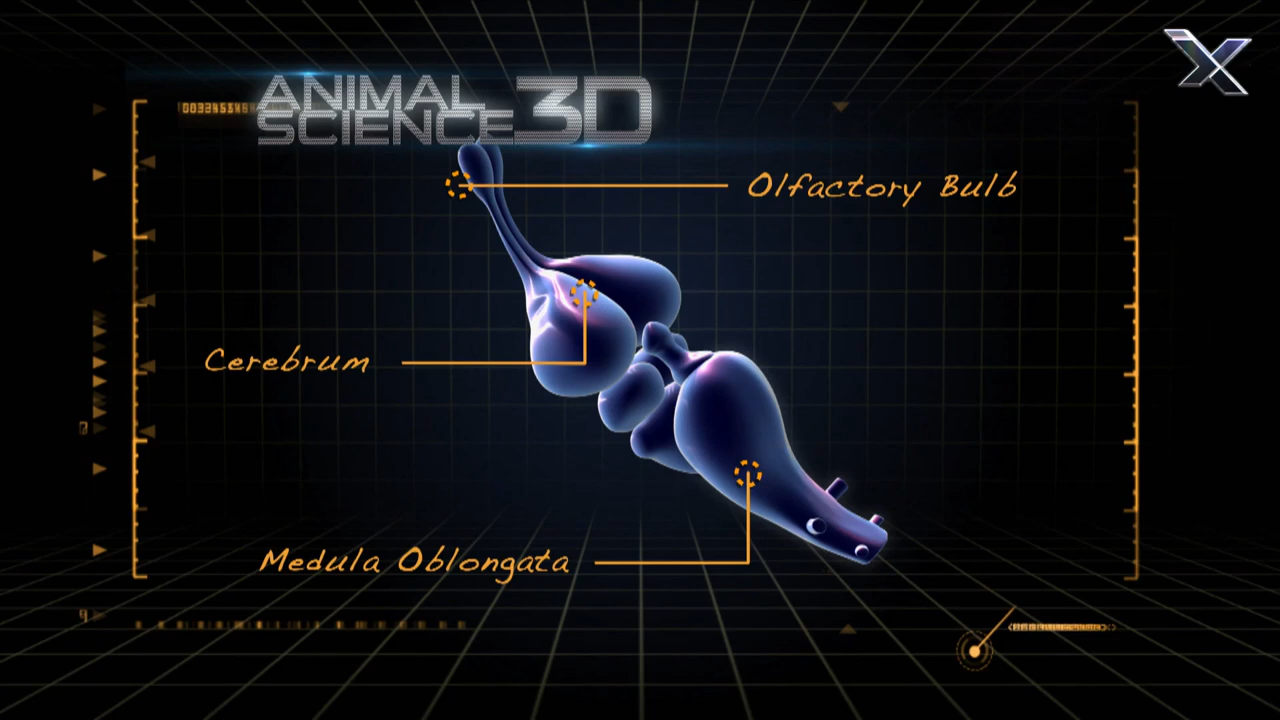 X
ANIMAL
SCIENCE 3D
Olfactory Bulb
Cerebrum
Medula Oblongata